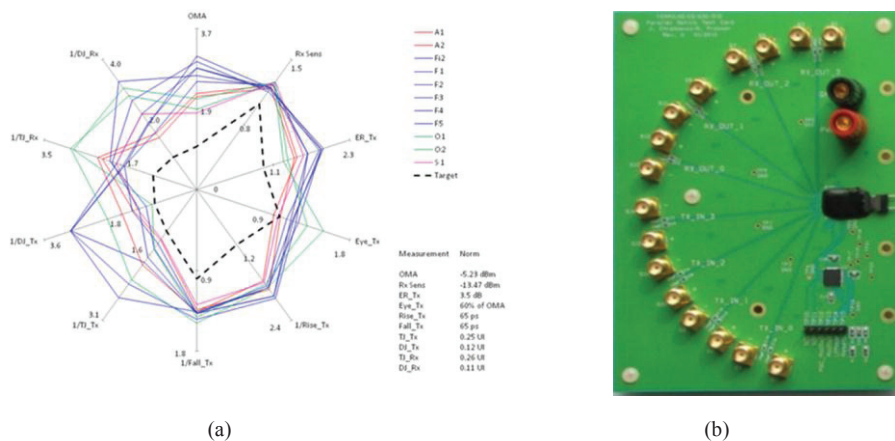 OMA
3.7
1/DJ_Rx
4.0
Rx Sens
1.5
1.9
2.0
0.8
1/TJ_Rx
3.5
1.7
ER_Tx
2.3
1.1
0
1/DJ_Tx
3.6
1.8
0.9
Eye_Tx
1.8
1.6
1.2
0.9
1/TJ_Tx
3.1
1/Rise_Tx
2.4
1.8
1/Fall_Tx
A1
A2
Fi2
F1
F2
F3
F4
F5
O1
O2
S1
Target
Measurement Norm
OMA -5.23 dBm
Rx Sens -13.47 dBm
ER_Tx 3.5 dB
Eye_Tx 60% of OMA
Rise_Tx 65 ps
Fall_Tx 65 ps
TJ_Tx 0.25 UI
DJ_Tx 0.12 UI
TJ_Rx 0.26 UI
DJ_Rx 0.11 UI
(a)
Parallel Optics Test Card
RX_OUT_3
RX_OUT_2
RX_OUT_1
RX_OUT_0
TX_IN_3
TX_IN_2
TX_IN_1
TX_IN_0
(b)